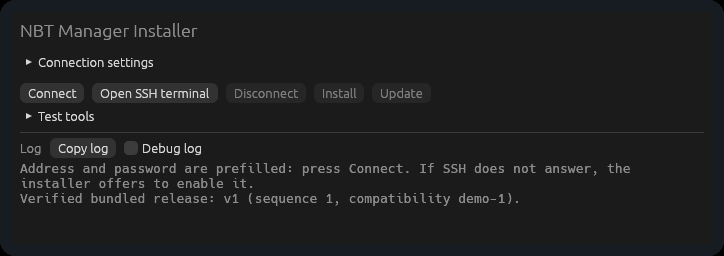 NBT Manager Installer
Connection settings
Connect Open SSH terminal Disconnect Install Update
Test tools
Log Copy log Debug log
Address and password are prefilled: press Connect. If SSH does not answer, the
installer offers to enable it.
Verified bundled release: v1 (sequence 1, compatibility demo-1).